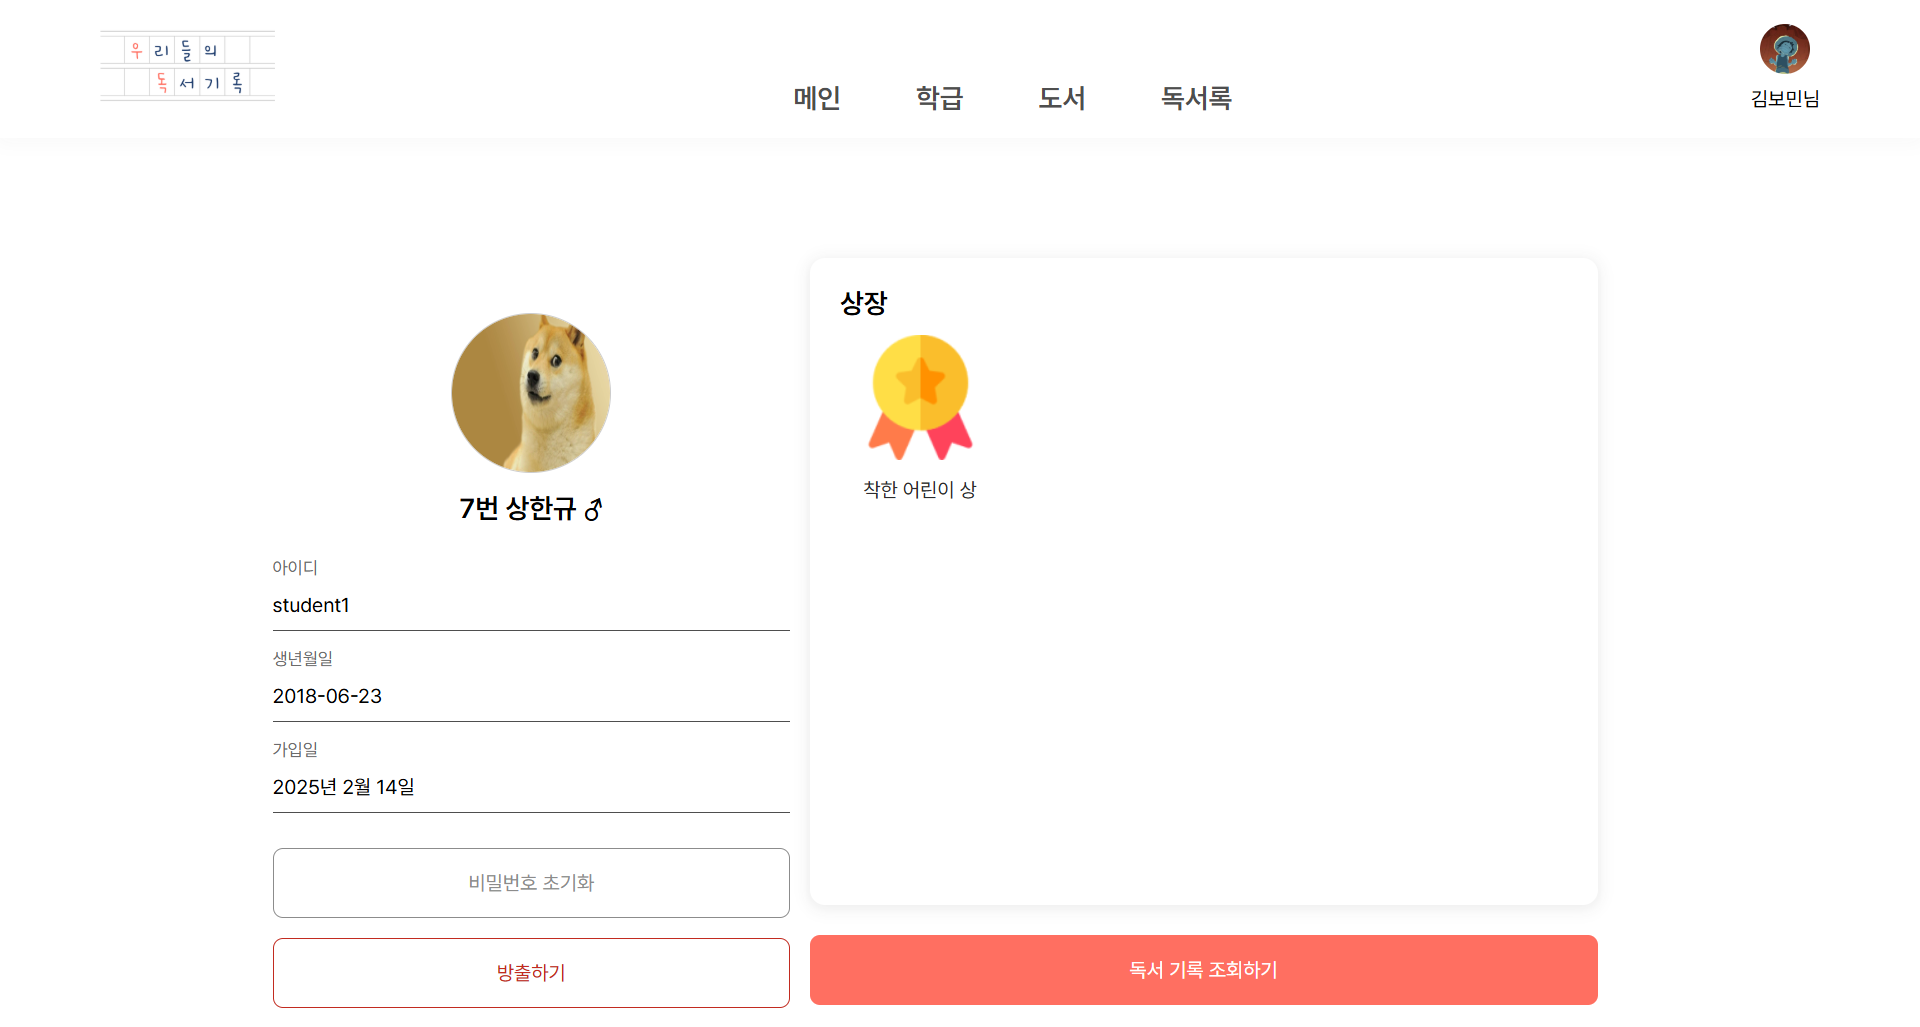 우리들의
독서기록
메인 학급 도서 독서록
김보민님
7번 상한규 ♂
아이디
student1
생년월일
2018-06-23
가입일
2025년 2월 14일
비밀번호 초기화
방출하기
상장
착한 어린이 상
독서 기록 조회하기